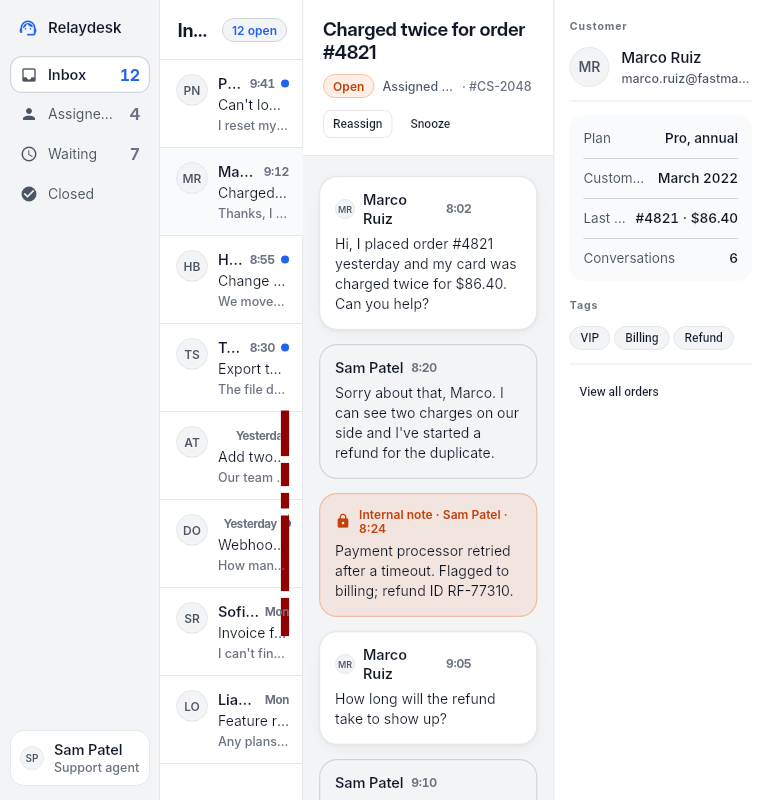 Relaydesk
Inbox 12
Assigne... 4
Waiting 7
Closed
SP
Sam Patel
Support agent
In...
12 open
PN
P... 9:41
Can't lo...
I reset my...
MR
Ma... 9:12
Charged...
Thanks, I ...
HB
H... 8:55
Change ...
We move...
TS
T... 8:30
Export t...
The file d...
AT
Add two...
Our team ...
DO
Yesterday
Webhoo...
How man...
SR
Sofi... Mon
Invoice f...
I can't fin...
LO
Lia... Mon
Feature r...
Any plans...
Charged twice for order
#4821
Open
Assigned ... · #CS-2048
Reassign
Snooze
MR
Marco
Ruiz
8:02
Hi, I placed order #4821
yesterday and my card was
charged twice for $86.40.
Can you help?
Sam Patel 8:20
Sorry about that, Marco. I
can see two charges on our
side and I've started a
refund for the duplicate.
Internal note · Sam Patel ·
8:24
Payment processor retried
after a timeout. Flagged to
billing; refund ID RF-77310.
MR
Marco
Ruiz
9:05
How long will the refund
take to show up?
Sam Patel 9:10
Customer
MR
Marco Ruiz
marco.ruiz@fastma...
Plan Pro, annual
Custom... March 2022
Last ... #4821 · $86.40
Conversations 6
Tags
VIP
Billing
Refund
View all orders